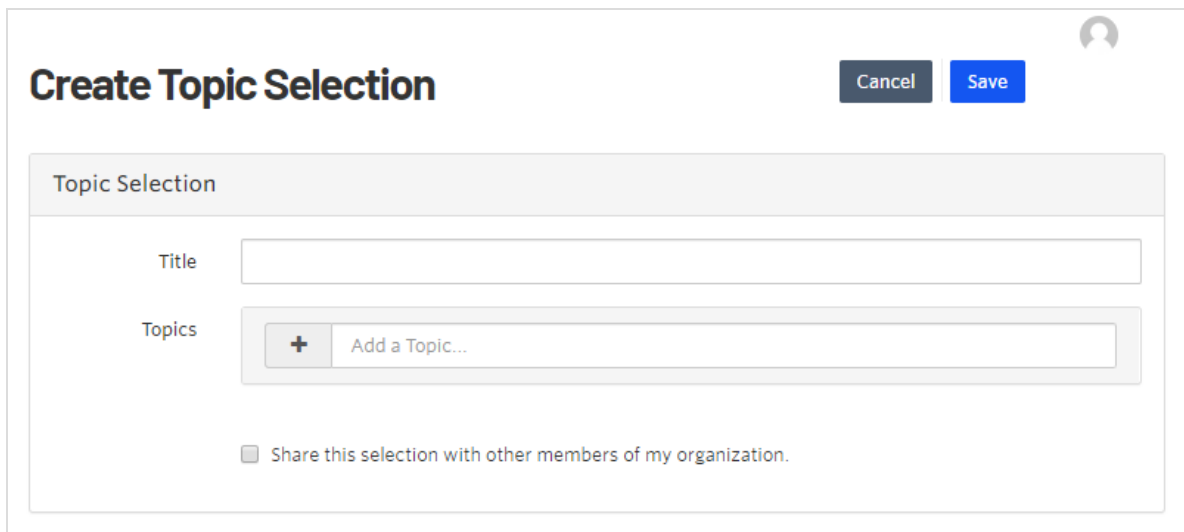 Create Topic Selection
Cancel
Save
Topic Selection
Title
Topics
+ Add a Topic...
Share this selection with other members of my organization.